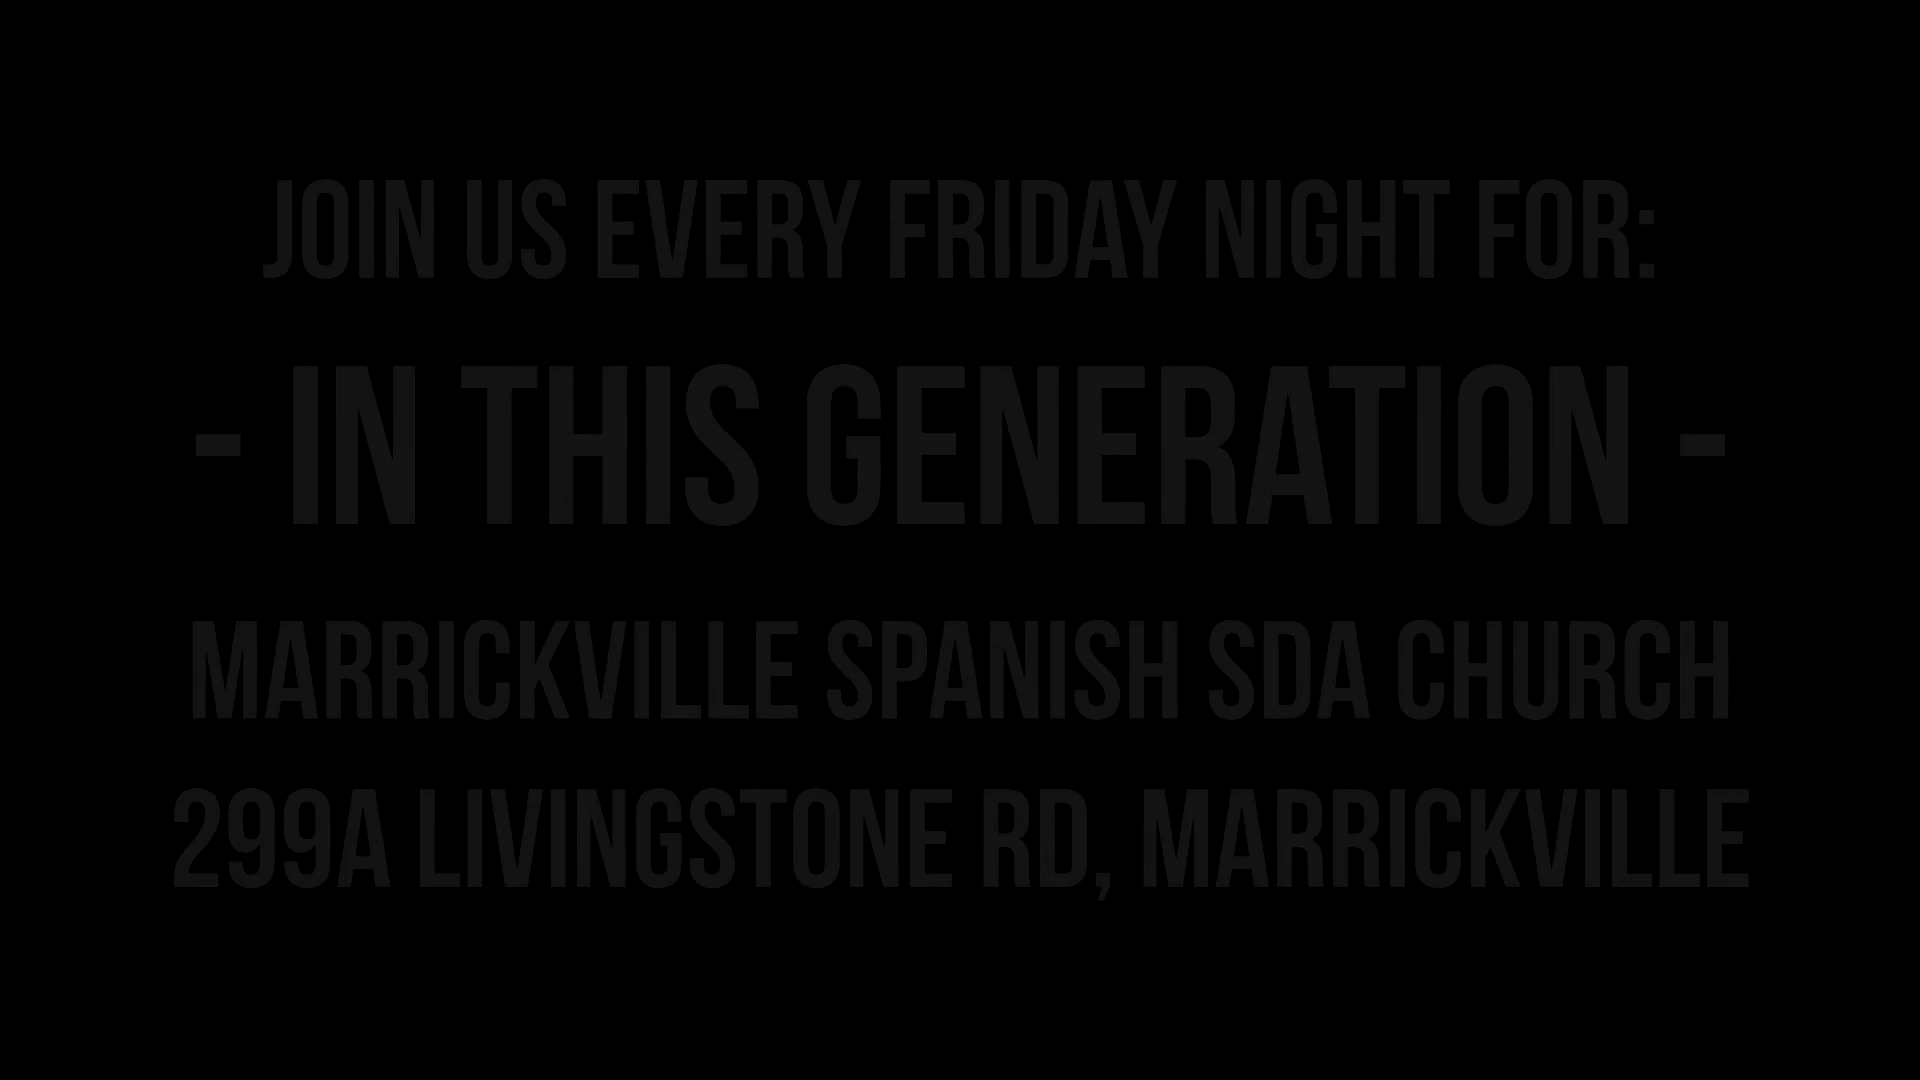 JOIN US EVERY FRIDAY NIGHT FOR:
- IN THIS GENERATION -
MARRICKVILLE SPANISH SDA CHURCH
299A LIVINGSTONE RD, MARRICKVILLE